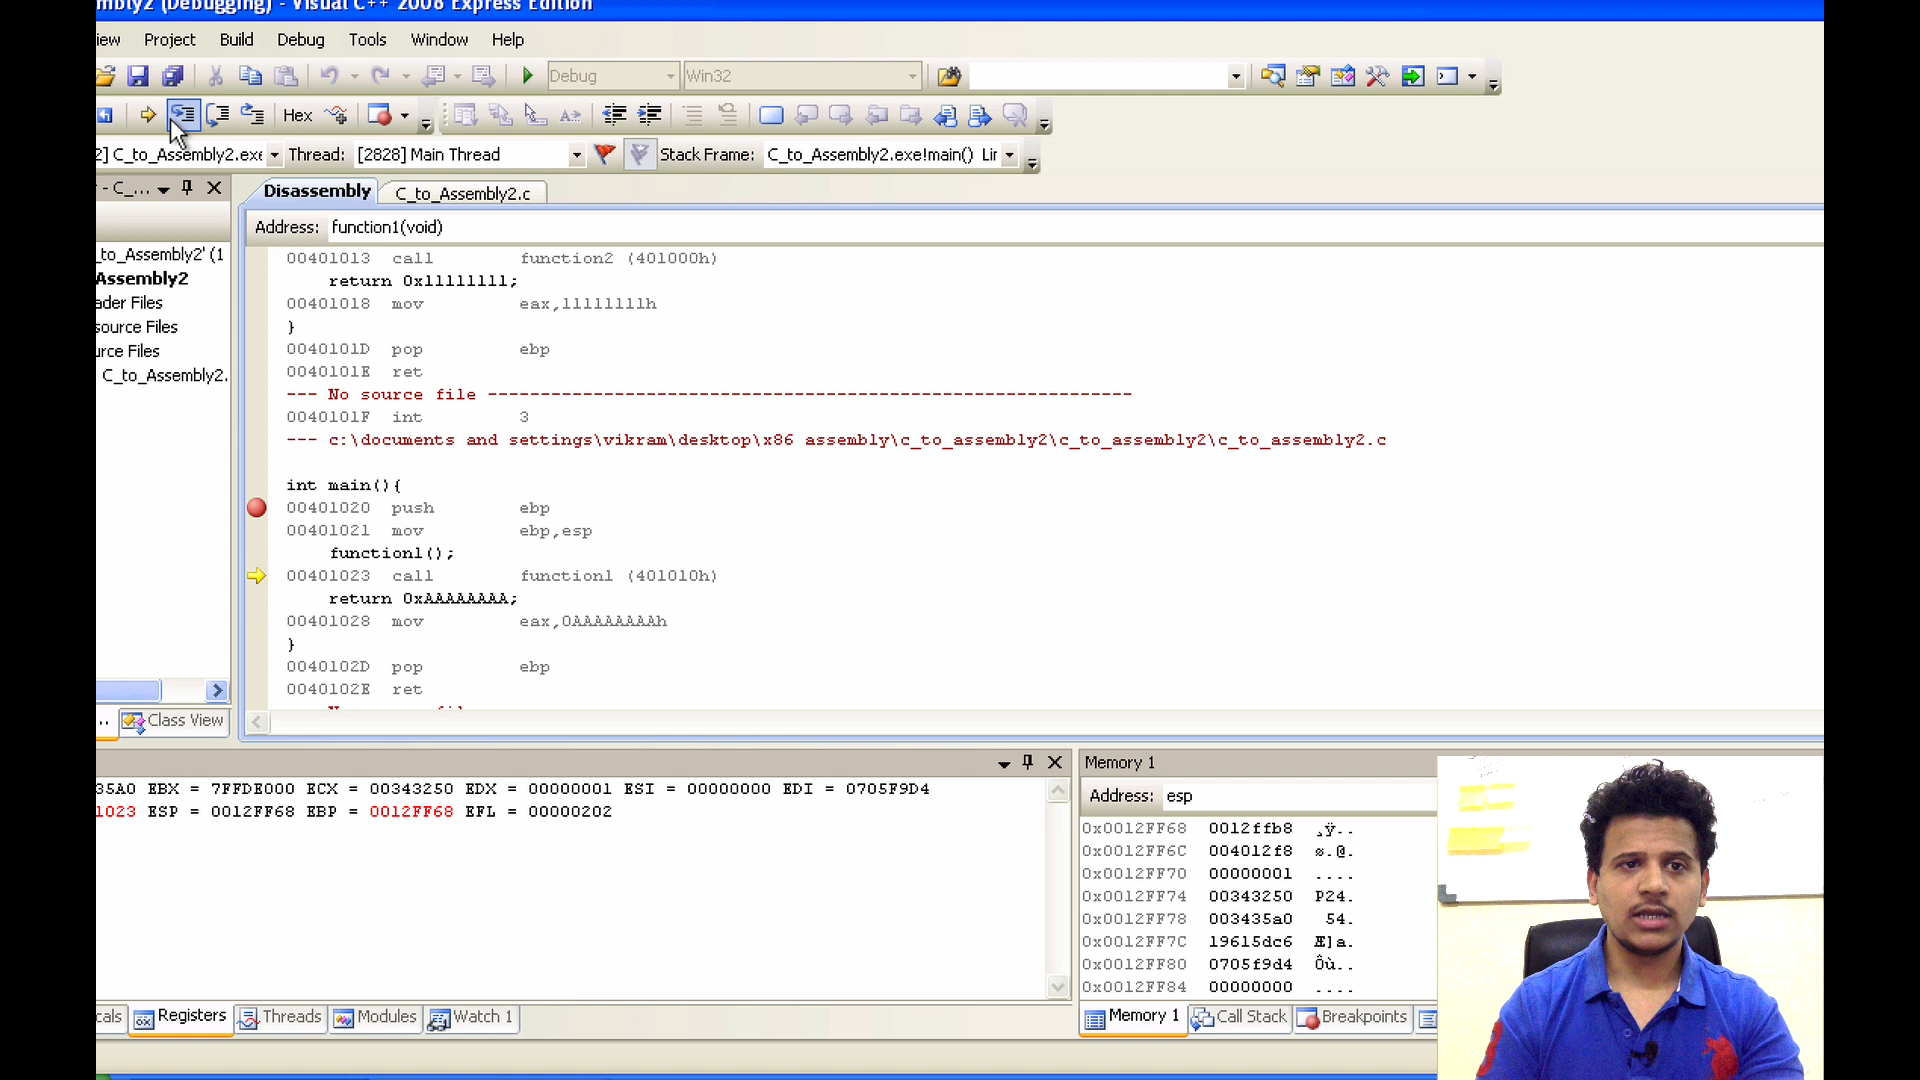 mbly2 (Debugging) - Visual C++ 2008 Express Edition
iew Project Build Debug Tools Window Help
Debug Win32
Hex
2] C_to_Assembly2.exe Thread: [2828] Main Thread Stack Frame: C_to_Assembly2.exe!main() Lir
- C_... Disassembly C_to_Assembly2.c
Address: function1(void)
_to_Assembly2' (1
Assembly2
ader Files
source Files
urce Files
C_to_Assembly2.
00401013 call function2 (401000h)
return 0x11111111;
00401018 mov eax,11111111h
}
0040101D pop ebp
0040101E ret
--- No source file -------------------------------------------------------------
0040101F int 3
--- c:\documents and settings\vikram\desktop\x86 assembly\c_to_assembly2\c_to_assembly2\c_to_assembly2.c
int main(){
00401020 push ebp
00401021 mov ebp,esp
function1();
00401023 call function1 (401010h)
return 0xAAAAAAAA;
00401028 mov eax,0AAAAAAAAh
}
0040102D pop ebp
0040102E ret
.. Class View
35A0 EBX = 7FFDE000 ECX = 00343250 EDX = 00000001 ESI = 00000000 EDI = 0705F9D4
1023 ESP = 0012FF68 EBP = 0012FF68 EFL = 00000202
Memory 1
Address: esp
0x0012FF68 0012ffb8 ¸ÿ..
0x0012FF6C 004012f8 ø.@.
0x0012FF70 00000001 ....
0x0012FF74 00343250 P24.
0x0012FF78 003435a0 54.
0x0012FF7C 19615dc6 Æ]a.
0x0012FF80 0705f9d4 Ôù..
0x0012FF84 00000000 ....
cals Registers Threads Modules Watch 1
Memory 1 Call Stack Breakpoints